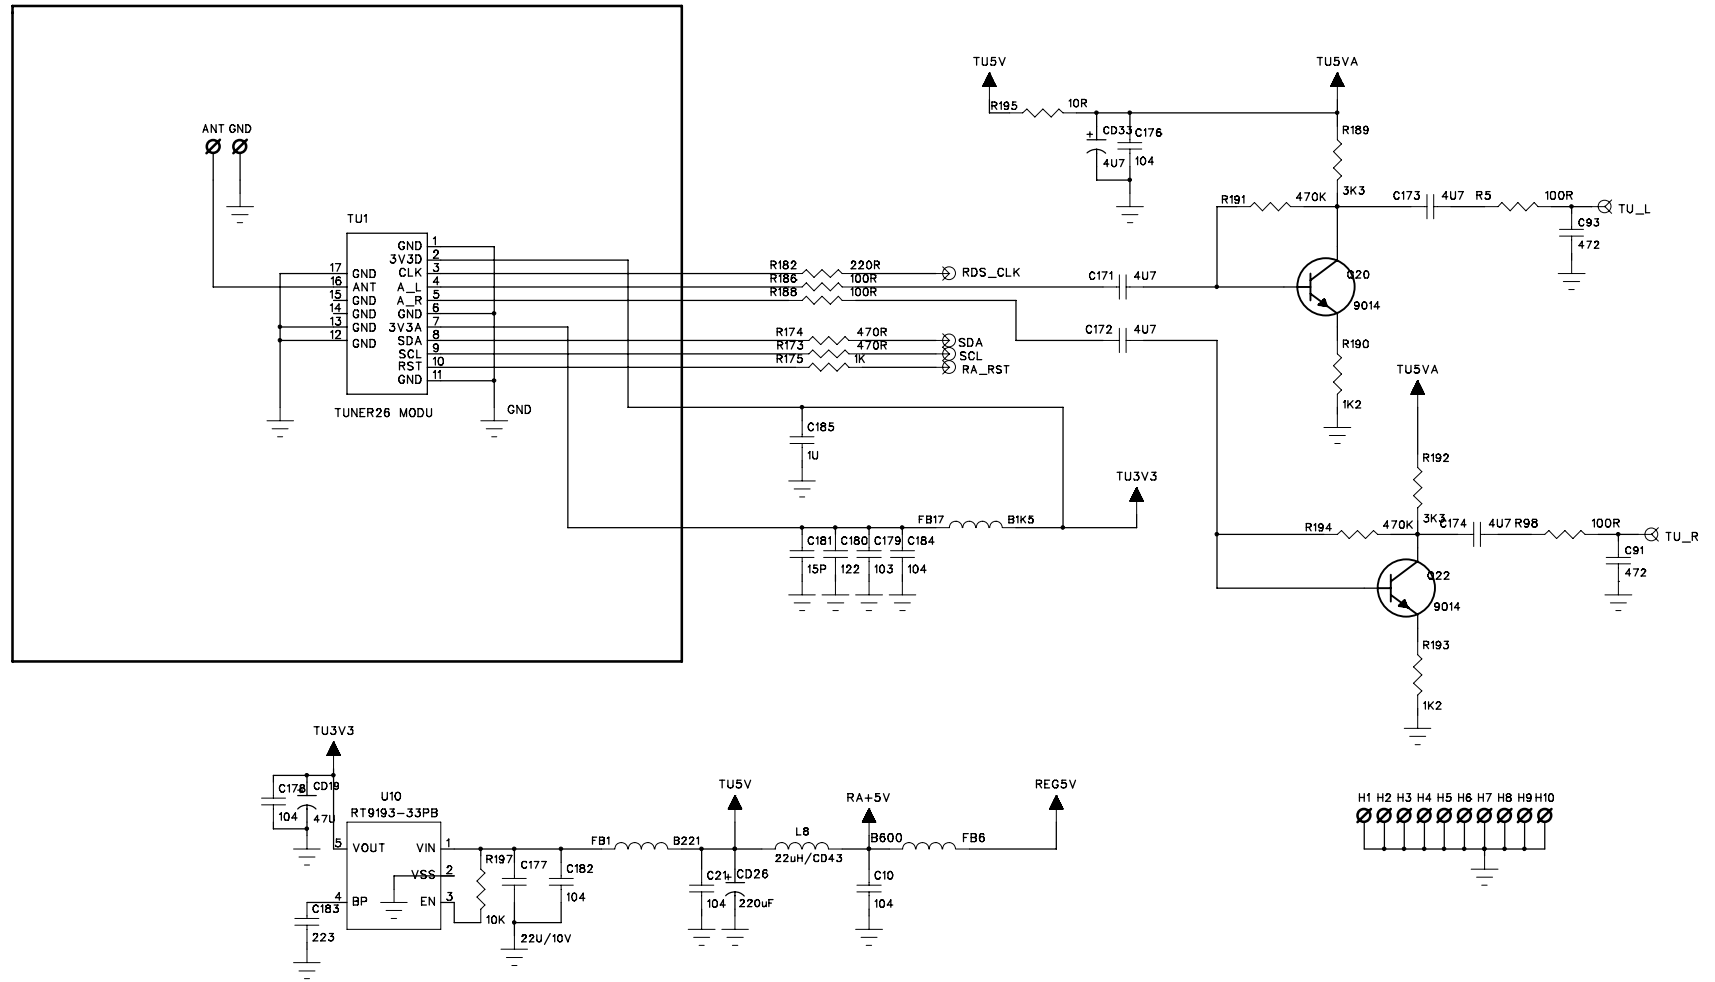 TU5V
TU5VA
R195
10R
CD33
C176
+
4U7
104
R189
3K3
ANT GND
R191
470K
C173
4U7
R5
100R
TU_L
C93
472
TU1
GND 1
3V3D 2
17 GND
CLK 3
16 ANT
A_L 4
15 GND
A_R 5
14 GND
GND 6
13 GND
3V3A 7
12 GND
SDA 8
SCL 9
RST 10
GND 11
TUNER26 MODU
GND
R182
220R
RDS_CLK
R186
100R
R188
100R
C171
4U7
Q20
9014
R174
470R
SDA
R173
470R
SCL
R175
1K
RA_RST
C172
4U7
R190
1K2
TU5VA
C185
1U
R192
3K3
TU3V3
FB17
B1K5
C181
C180
C179
C184
15P
122
103
104
R194
470K
C174
4U7
R98
100R
TU_R
C91
472
Q22
9014
R193
1K2
TU3V3
C178
+
CD19
104
47U
U10
RT9193-33PB
5 VOUT
VIN 1
VSS 2
4 BP
EN 3
C183
223
R197
10K
C177
22U/10V
C182
104
FB1
B221
TU5V
C21
+
CD26
104
220uF
L8
22uH/CD43
RA+5V
B600
FB6
C10
104
REG5V
H1 H2 H3 H4 H5 H6 H7 H8 H9 H10